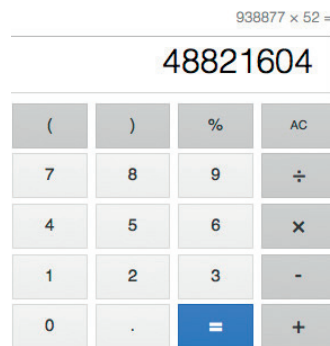 938877 × 52 =
48821604
( ) % AC
7 8 9 ÷
4 5 6 ×
1 2 3 -
0 . = +